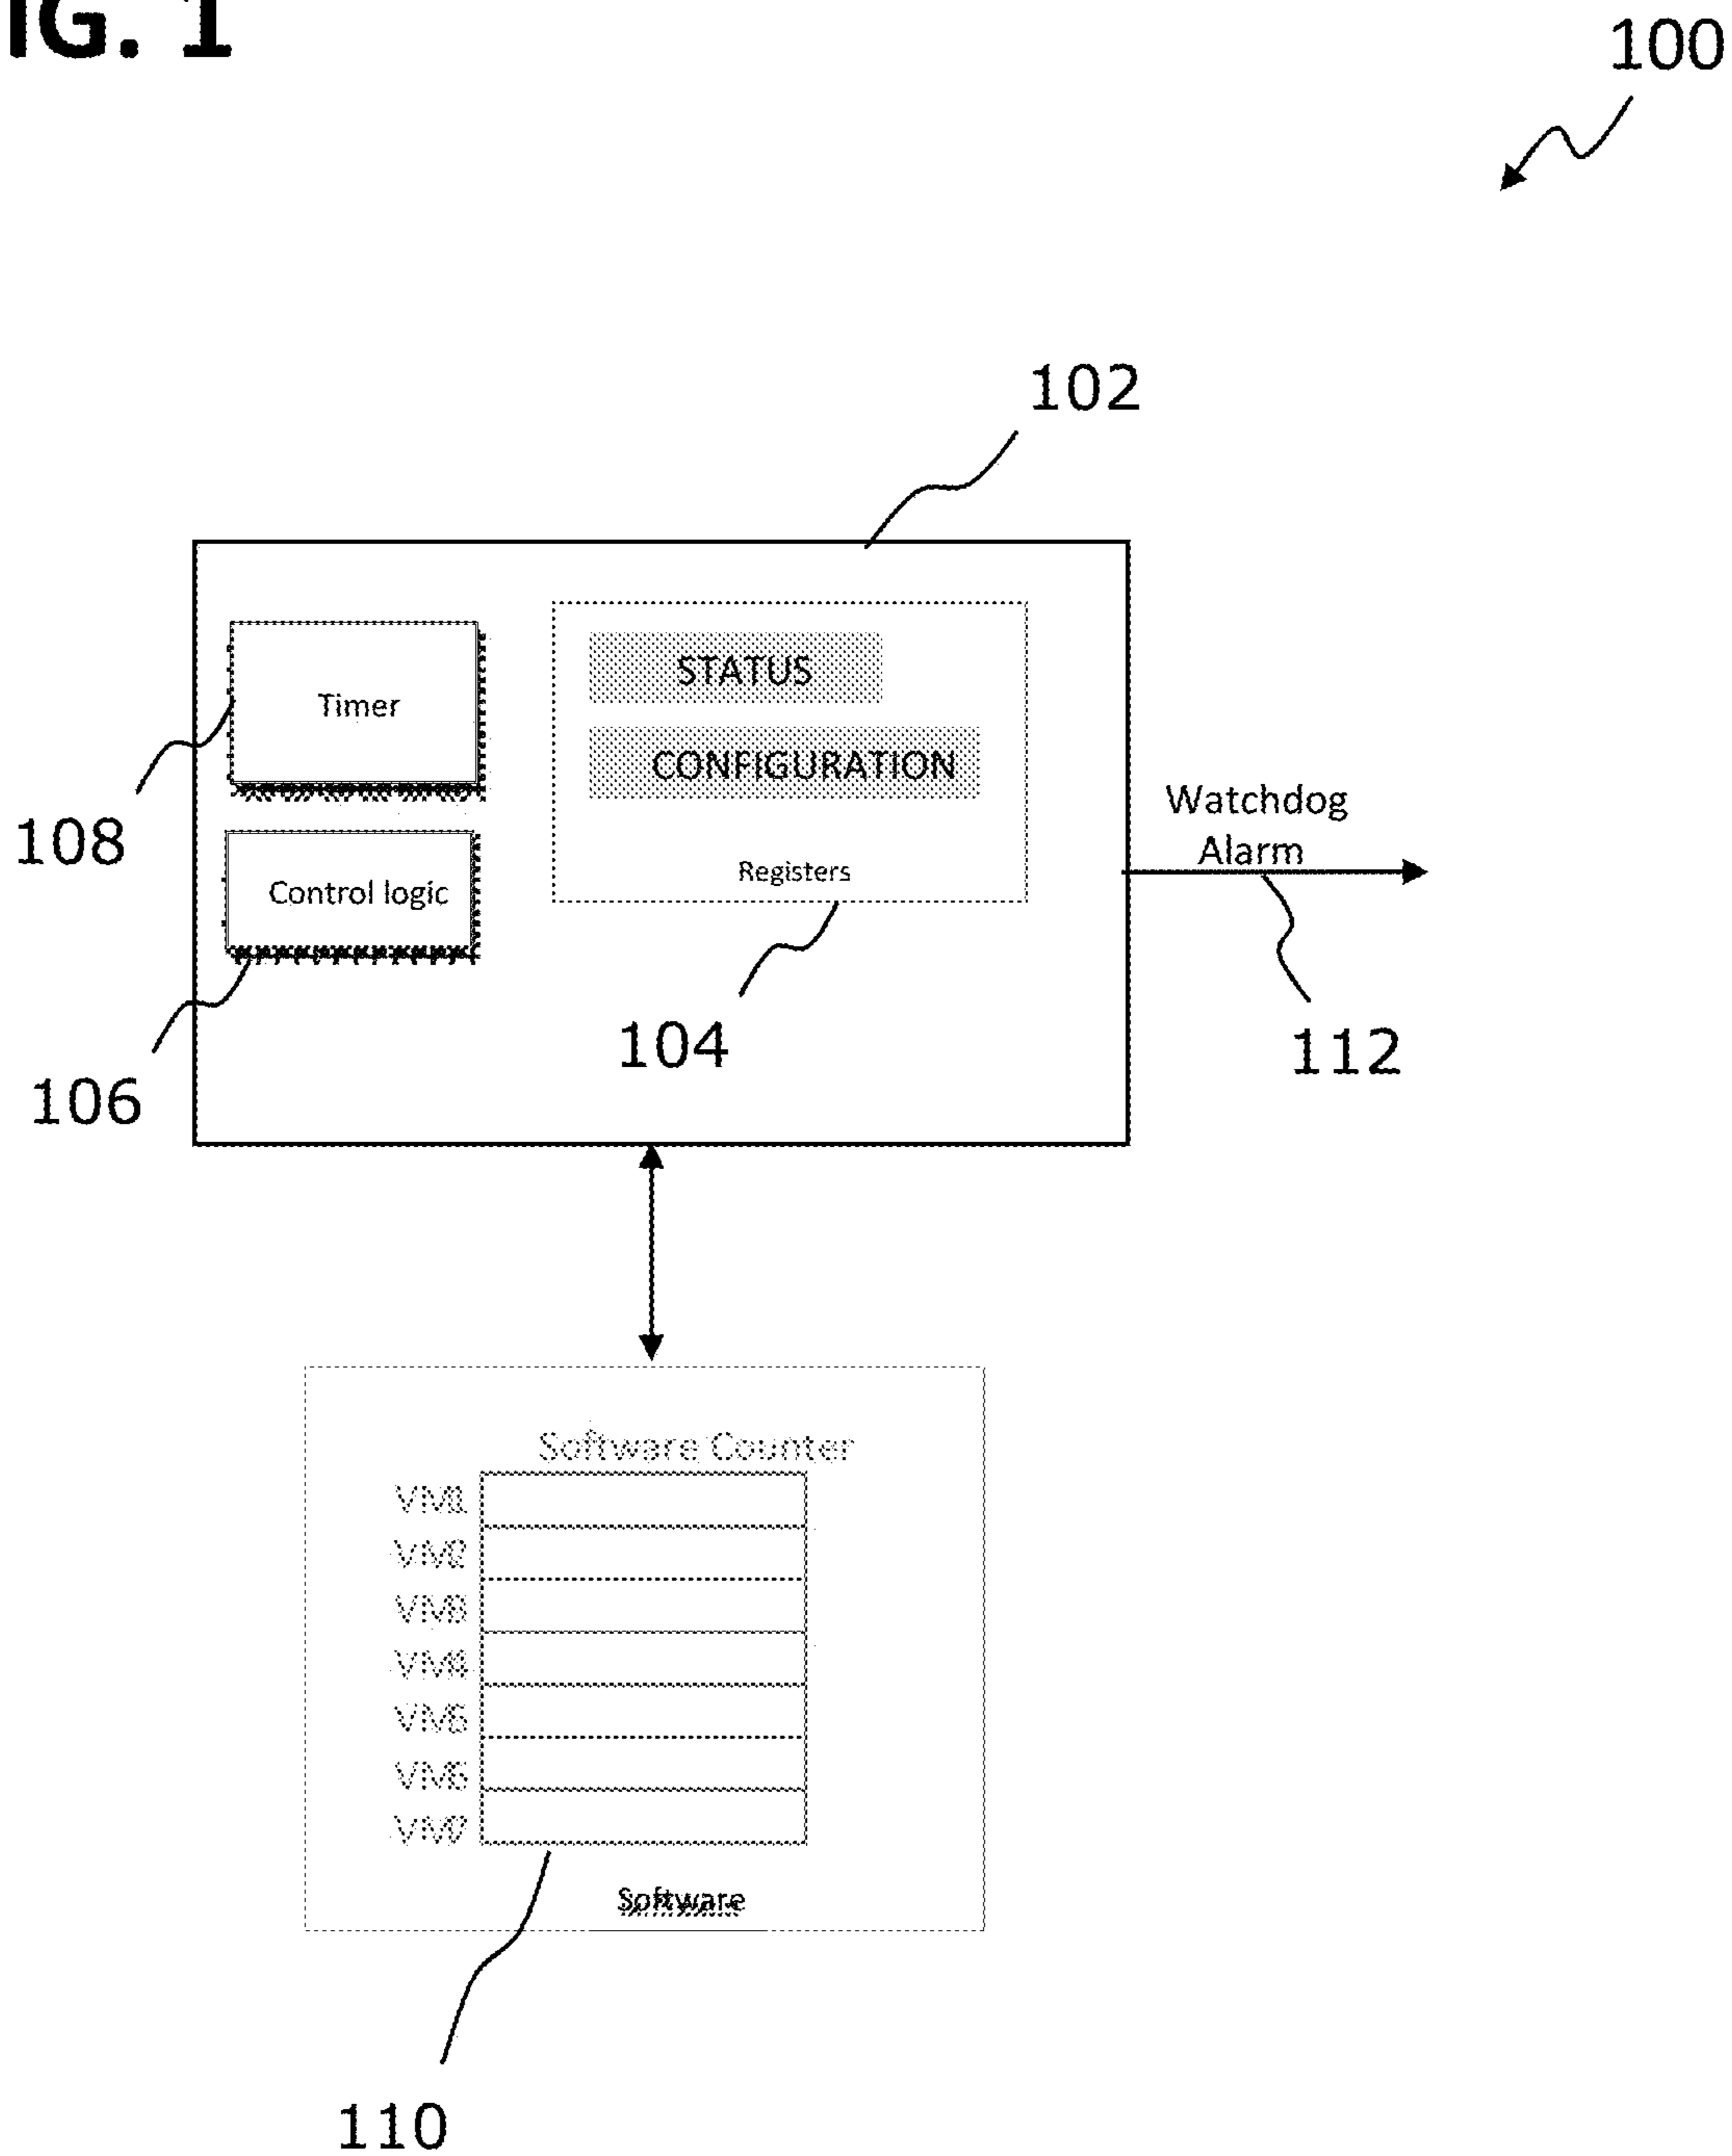 IG. 1
100
102
STATUS
Timer
CONFIGURATION
Watchdog
Alarm
108
Registers
Control logic
104
112
106
Software Counter
VM1
VM2
VM3
VM4
VM5
VM6
VM7
Software
110